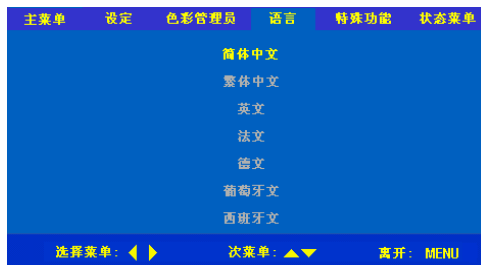 主菜单 设定 色彩管理员 语言 特殊功能 状态菜单
简体中文
繁体中文
英文
法文
德文
葡萄牙文
西班牙文
选择菜单: 次菜单: 离开: MENU